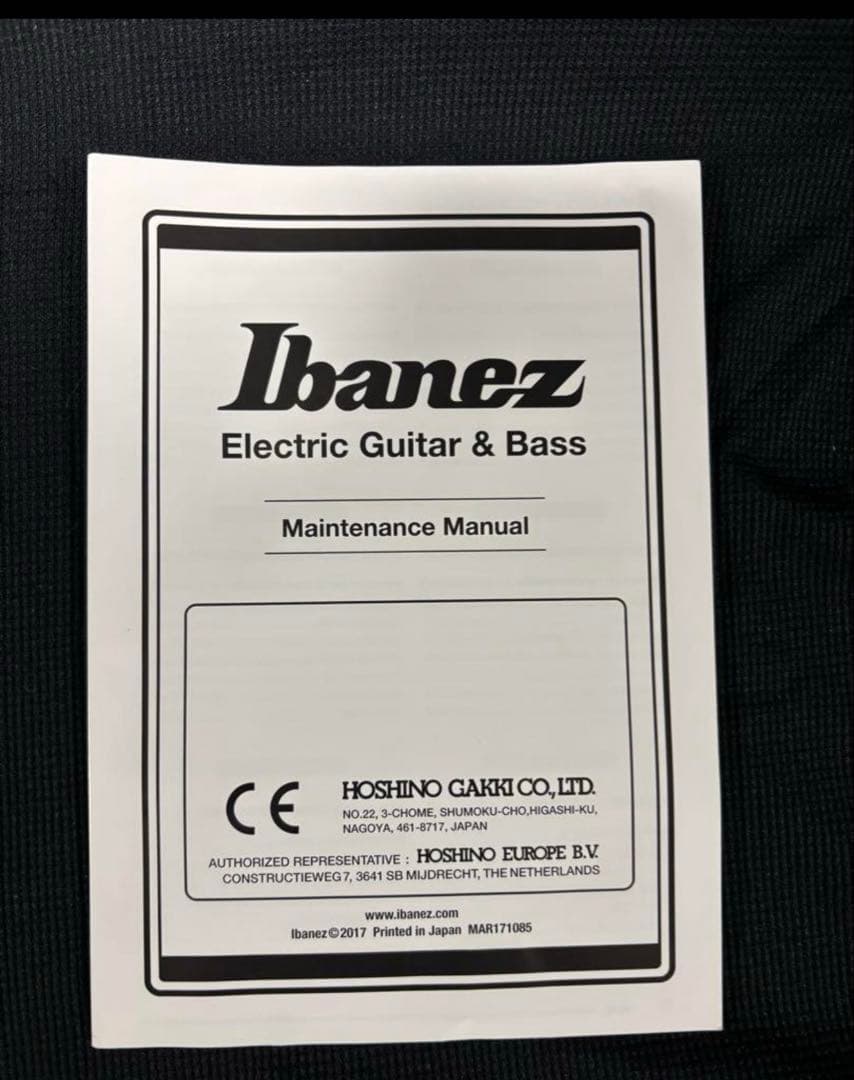 Ibanez
Electric Guitar & Bass
Maintenance Manual
CE
HOSHINO GAKKI CO., LTD.
NO.22, 3-CHOME, SHUMOKU-CHO,HIGASHI-KU,
NAGOYA, 461-8717, JAPAN
AUTHORIZED REPRESENTATIVE : HOSHINO EUROPE B.V.
CONSTRUCTIEWEG 7, 3641 SB MIJDRECHT, THE NETHERLANDS
www.ibanez.com
Ibanez©2017 Printed in Japan MAR171085